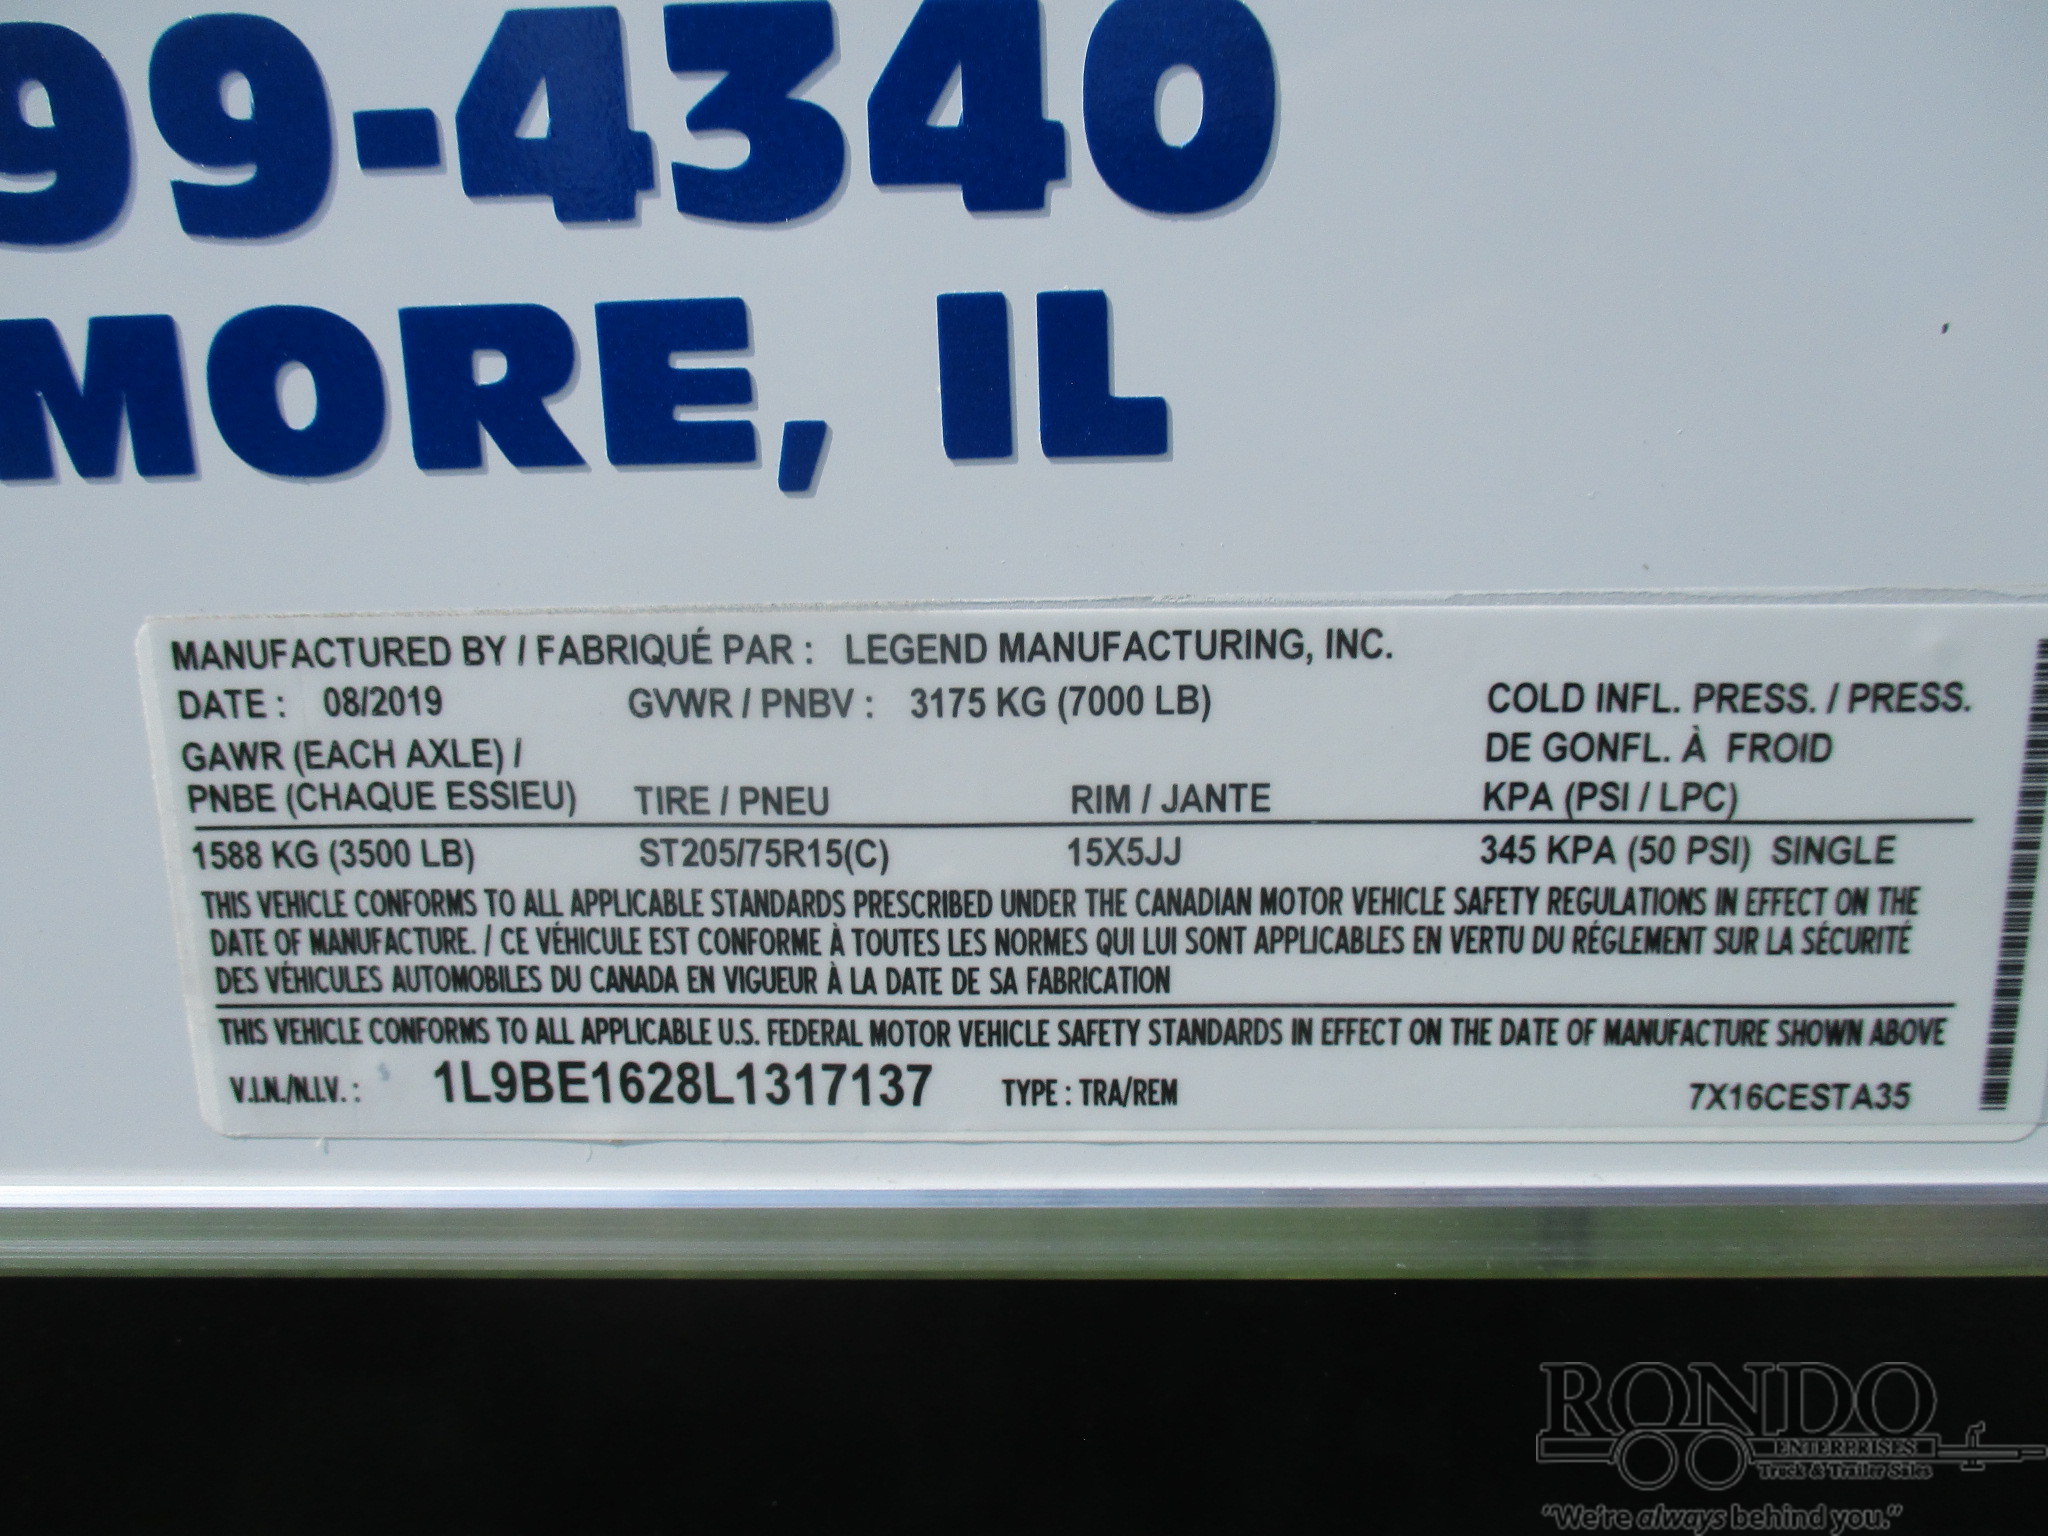 99-4340
MORE, IL
MANUFACTURED BY / FABRIQUÉ PAR : LEGEND MANUFACTURING, INC.
DATE : 08/2019 GVWR / PNBV : 3175 KG (7000 LB) COLD INFL. PRESS. / PRESS.
GAWR (EACH AXLE) / DE GONFL. À FROID
PNBE (CHAQUE ESSIEU) TIRE / PNEU RIM / JANTE KPA (PSI / LPC)
1588 KG (3500 LB) ST205/75R15(C) 15X5JJ 345 KPA (50 PSI) SINGLE
THIS VEHICLE CONFORMS TO ALL APPLICABLE STANDARDS PRESCRIBED UNDER THE CANADIAN MOTOR VEHICLE SAFETY REGULATIONS IN EFFECT ON THE
DATE OF MANUFACTURE. / CE VÉHICULE EST CONFORME À TOUTES LES NORMES QUI LUI SONT APPLICABLES EN VERTU DU RÉGLEMENT SUR LA SÉCURITÉ
DES VÉHICULES AUTOMOBILES DU CANADA EN VIGUEUR À LA DATE DE SA FABRICATION
THIS VEHICLE CONFORMS TO ALL APPLICABLE U.S. FEDERAL MOTOR VEHICLE SAFETY STANDARDS IN EFFECT ON THE DATE OF MANUFACTURE SHOWN ABOVE
V.I.N./N.I.V. : 1L9BE1628L1317137 TYPE : TRA/REM 7X16CESTA35
RONDO
ENTERPRISES
Truck & Trailer Sales
"We're always behind you."